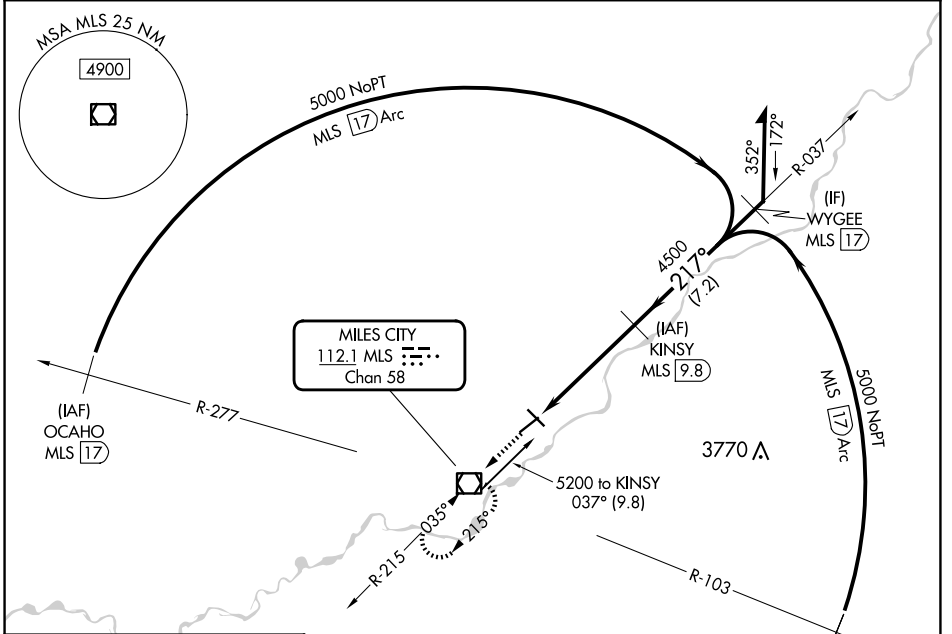 MSA MLS 25 NM
4900
5000 NoPT
MLS 17 Arc
352°
172°
R-037
(IF)
WYGEE
MLS 17
4500
217°
(7.2)
(IAF)
KINSY
MLS 9.8
MILES CITY
112.1 MLS
Chan 58
(IAF)
OCAHO
MLS 17
R-277
5000 NoPT
MLS 17 Arc
3770
5200 to KINSY
037° (9.8)
035°
215°
R-215
R-103